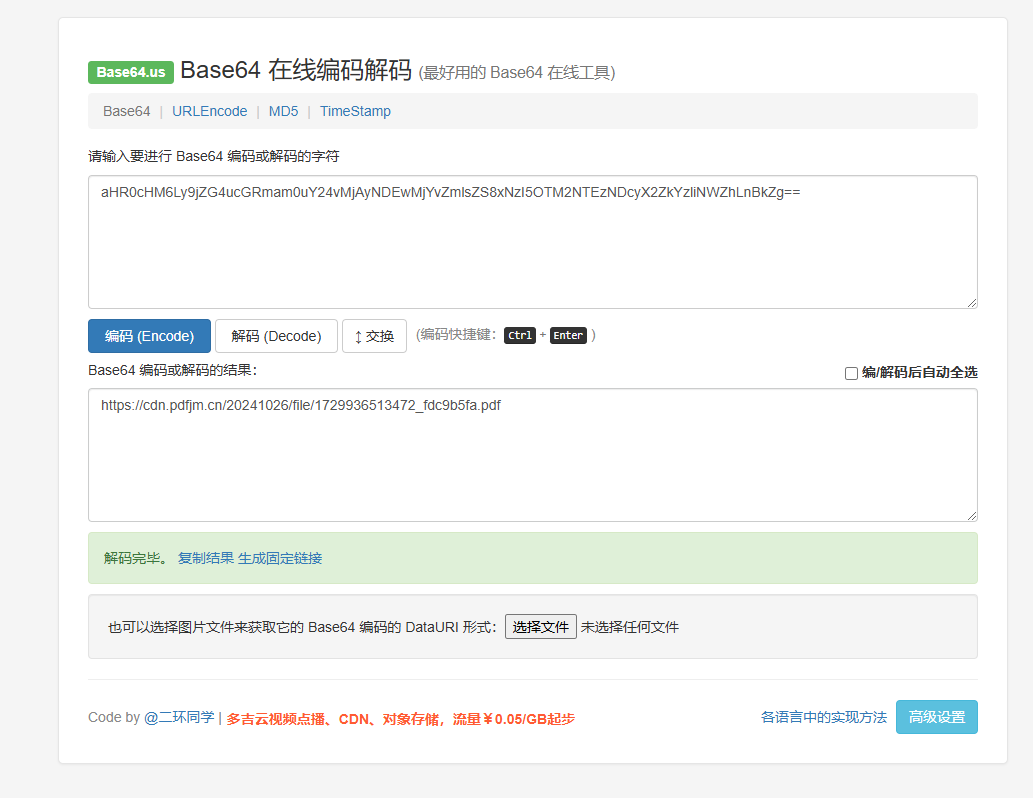 Base64.us Base64 在线编码解码 (最好用的 Base64 在线工具)
Base64 | URLEncode | MD5 | TimeStamp
请输入要进行 Base64 编码或解码的字符
aHR0cHM6Ly9jZG4ucGRmam0uY24vMjAyNDEwMjYvZmlsZS8xNzI5OTM2NTEzNDcyX2ZkYzliNWZhLnBkZg==
编码 (Encode) 解码 (Decode) ↕ 交换 (编码快捷键: Ctrl + Enter )
Base64 编码或解码的结果: 编/解码后自动全选
https://cdn.pdfjm.cn/20241026/file/1729936513472_fdc9b5fa.pdf
解码完毕。 复制结果 生成固定链接
也可以选择图片文件来获取它的 Base64 编码的 DataURI 形式: 选择文件 未选择任何文件
Code by @二环同学 | 多吉云视频点播、CDN、对象存储，流量￥0.05/GB起步 各语言中的实现方法 高级设置